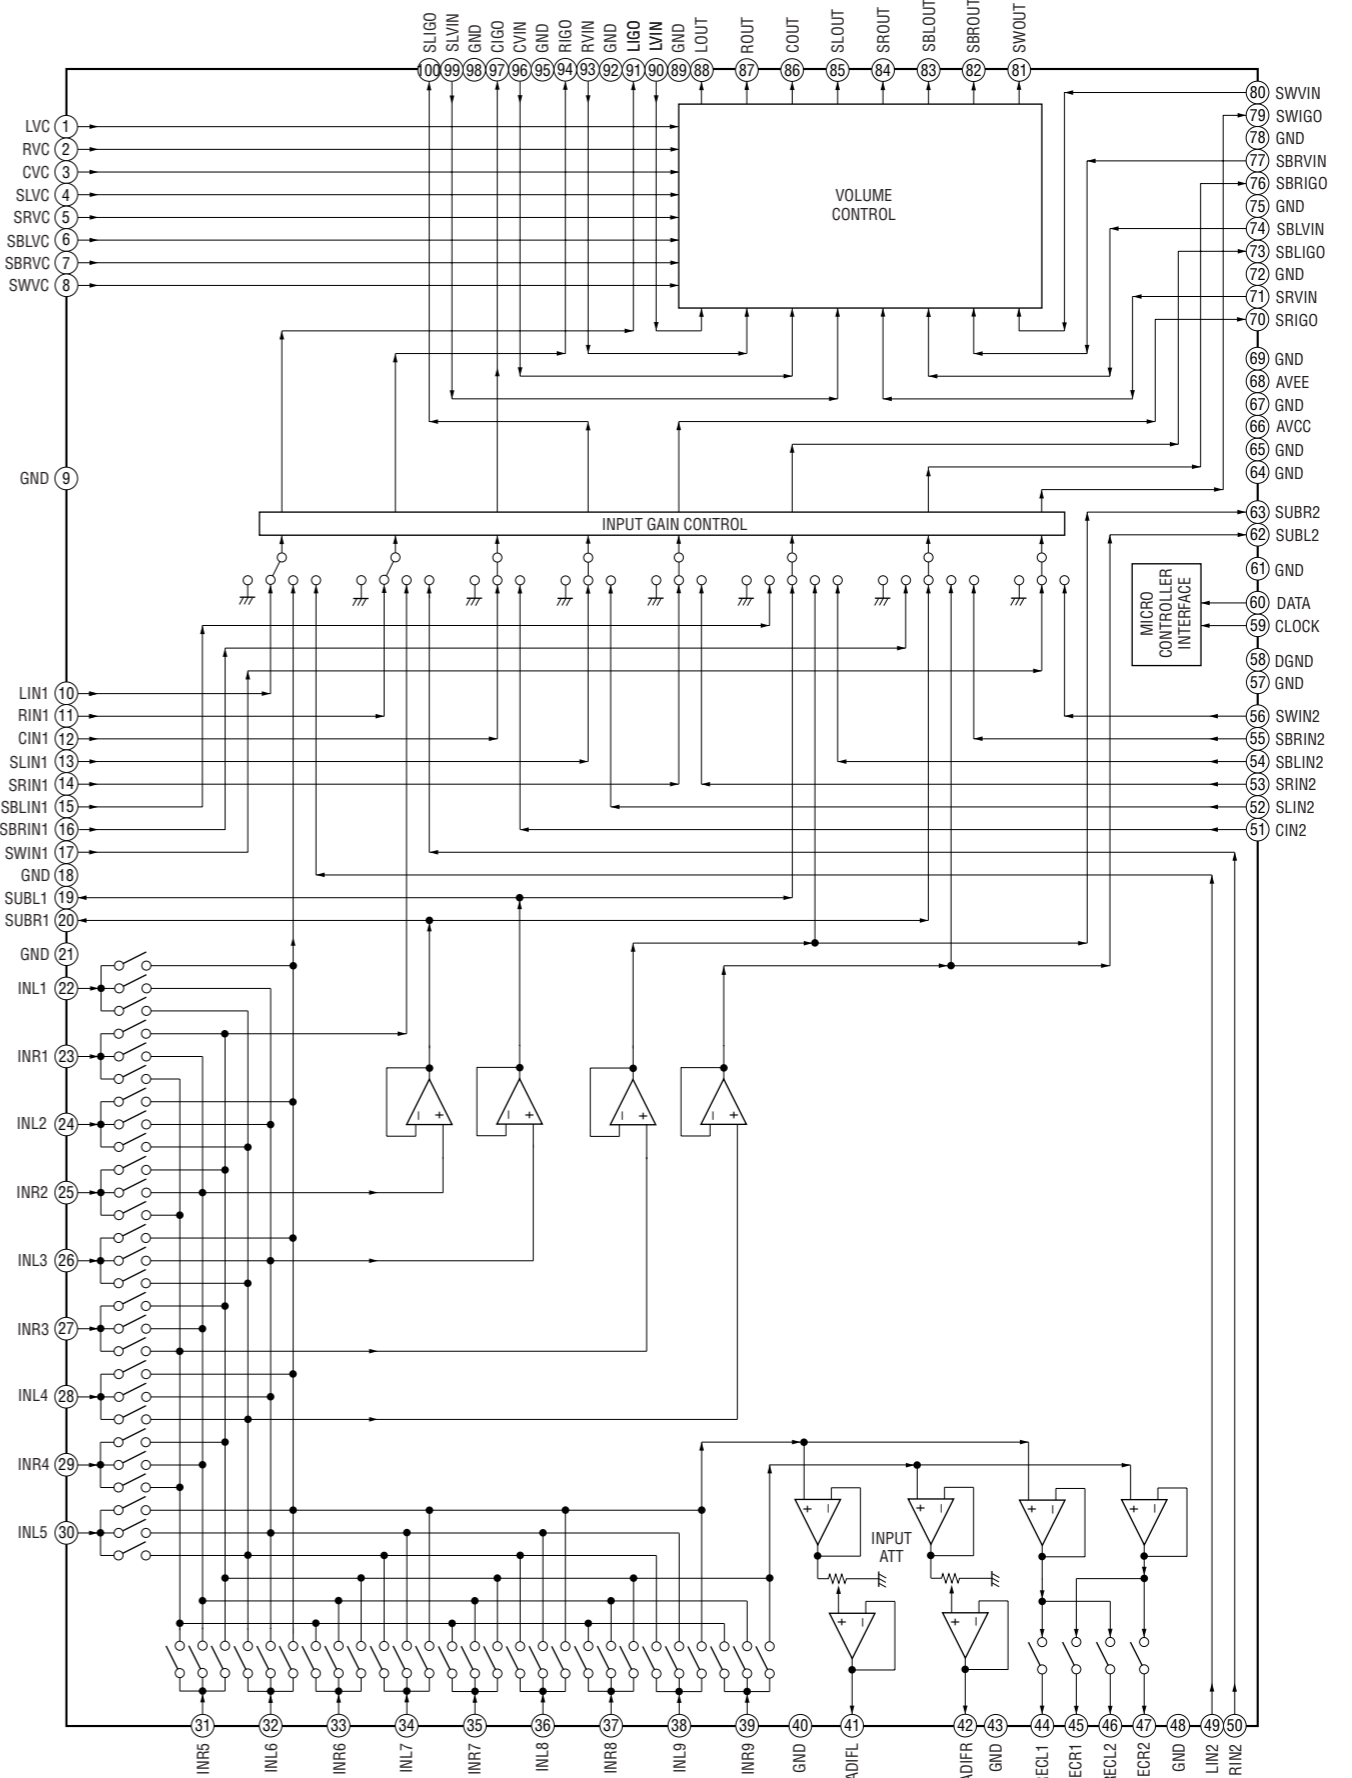 SLIGO
SLVIN
GND
CIGO
CVIN
GND
RIGO
RVIN
GND
LIGO
LVIN
GND
LOUT
ROUT
COUT
SLOUT
SROUT
SBLOUT
SBROUT
SWOUT
100 99 98 97 96 95 94 93 92 91 90 89 88 87 86 85 84 83 82 81
LVC 1
RVC 2
CVC 3
SLVC 4
SRVC 5
SBLVC 6
SBRVC 7
SWVC 8
GND 9
LIN1 10
RIN1 11
CIN1 12
SLIN1 13
SRIN1 14
SBLIN1 15
SBRIN1 16
SWIN1 17
GND 18
SUBL1 19
SUBR1 20
GND 21
INL1 22
INR1 23
INL2 24
INR2 25
INL3 26
INR3 27
INL4 28
INR4 29
INL5 30
VOLUME
CONTROL
INPUT GAIN CONTROL
MICRO
CONTROLLER
INTERFACE
80 SWVIN
79 SWIGO
78 GND
77 SBRVIN
76 SBRIGO
75 GND
74 SBLVIN
73 SBLIGO
72 GND
71 SRVIN
70 SRIGO
69 GND
68 AVEE
67 GND
66 AVCC
65 GND
64 GND
63 SUBR2
62 SUBL2
61 GND
60 DATA
59 CLOCK
58 DGND
57 GND
56 SWIN2
55 SBRIN2
54 SBLIN2
53 SRIN2
52 SLIN2
51 CIN2
− +
− +
− +
− +
+ −
+ −
+ −
+ −
INPUT
ATT
+ −
+ −
31 32 33 34 35 36 37 38 39 40 41 42 43 44 45 46 47 48 49 50
INR5
INL6
INR6
INL7
INR7
INL8
INR8
INL9
INR9
GND
ADIFL
ADIFR
GND
RECL1
ECR1
RECL2
ECR2
GND
LIN2
RIN2